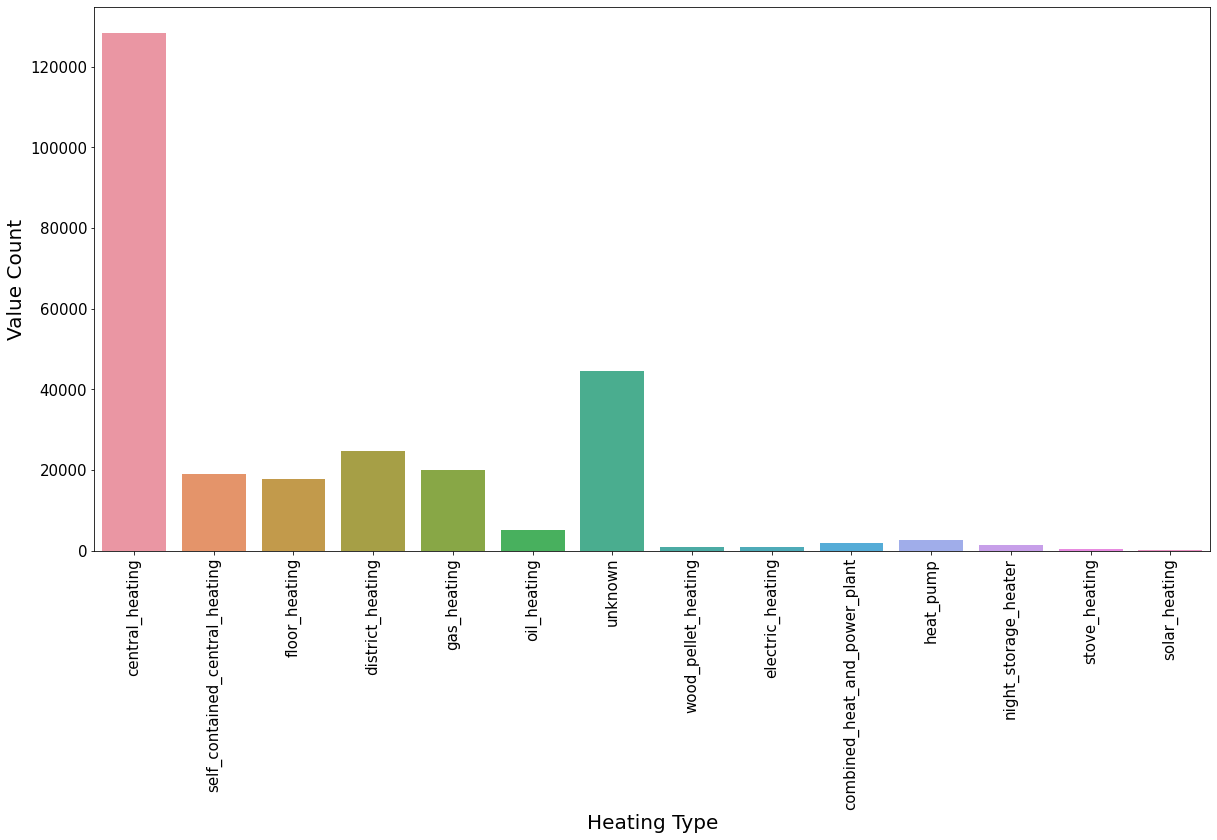 120000
100000
80000
60000
40000
20000
0
Value Count
central_heating
self_contained_central_heating
floor_heating
district_heating
gas_heating
oil_heating
unknown
wood_pellet_heating
electric_heating
combined_heat_and_power_plant
heat_pump
night_storage_heater
stove_heating
solar_heating
Heating Type